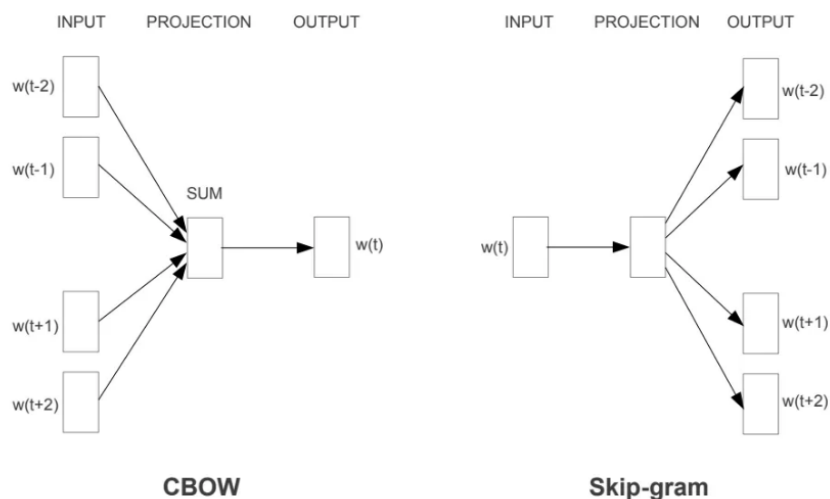 INPUT PROJECTION OUTPUT
w(t-2)
w(t-1)
SUM
w(t)
w(t+1)
w(t+2)
CBOW
INPUT PROJECTION OUTPUT
w(t-2)
w(t-1)
w(t)
w(t+1)
w(t+2)
Skip-gram